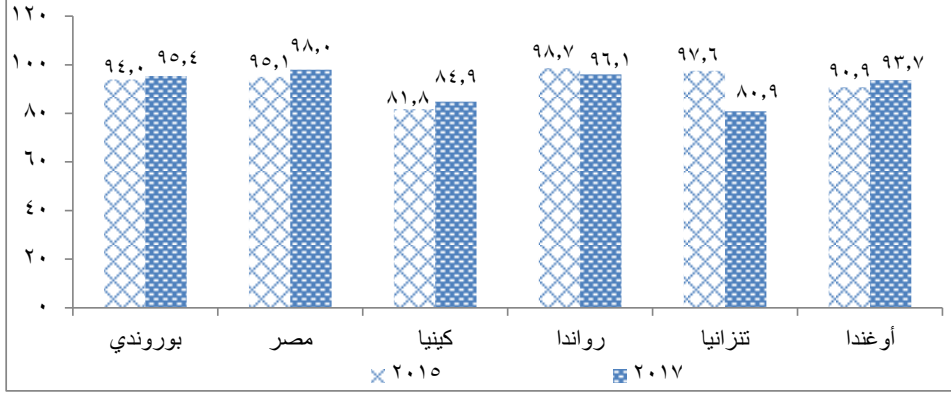 ١٢٠
١٠٠
٨٠
٦٠
٤٠
٢٠
٠
٩٤,٠ ٩٥,٤
٩٥,١ ٩٨,٠
٨١,٨ ٨٤,٩
٩٨,٧ ٩٦,١
٩٧,٦ ٨٠,٩
٩٠,٩ ٩٣,٧
بوروندي
مصر
كينيا
رواندا
تنزانيا
أوغندا
٢٠١٥
٢٠١٧